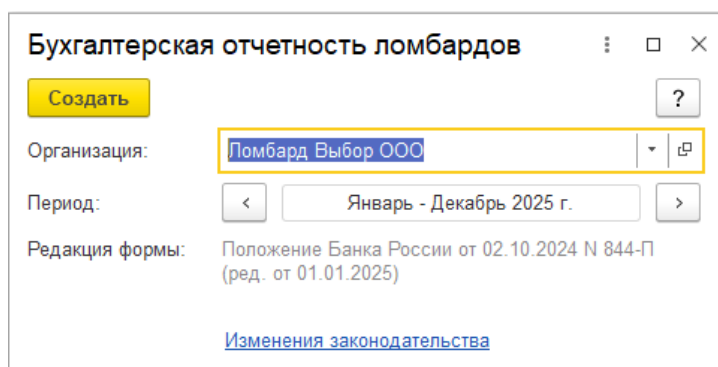 Бухгалтерская отчетность ломбардов
Создать
?
Организация: Ломбард Выбор ООО
Период: Январь - Декабрь 2025 г.
Редакция формы: Положение Банка России от 02.10.2024 N 844-П
(ред. от 01.01.2025)
Изменения законодательства